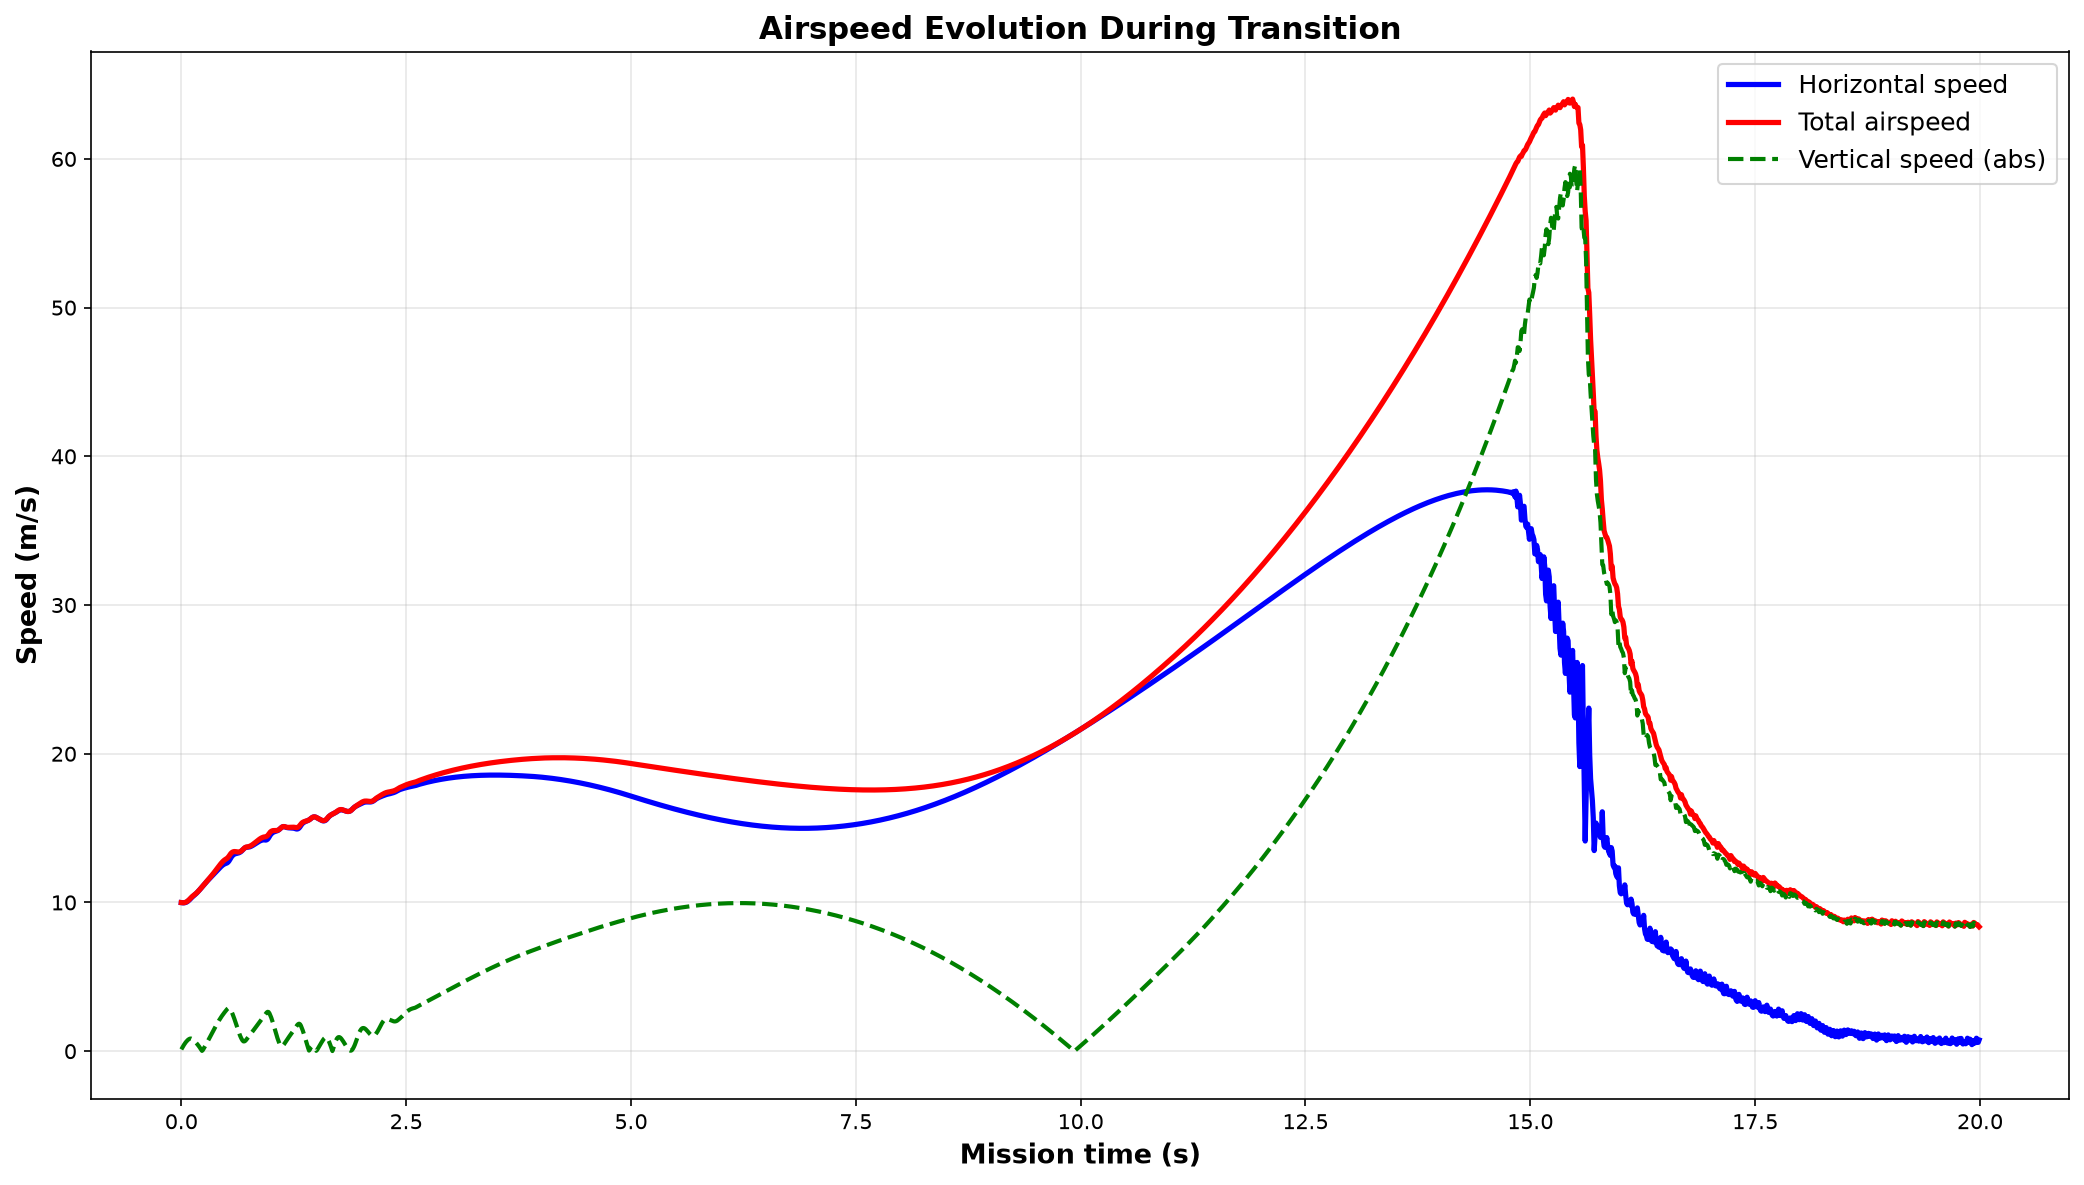 Airspeed Evolution During Transition
Horizontal speed
Total airspeed
Vertical speed (abs)
60
50
40
30
20
10
0
Speed (m/s)
0.0 2.5 5.0 7.5 10.0 12.5 15.0 17.5 20.0
Mission time (s)